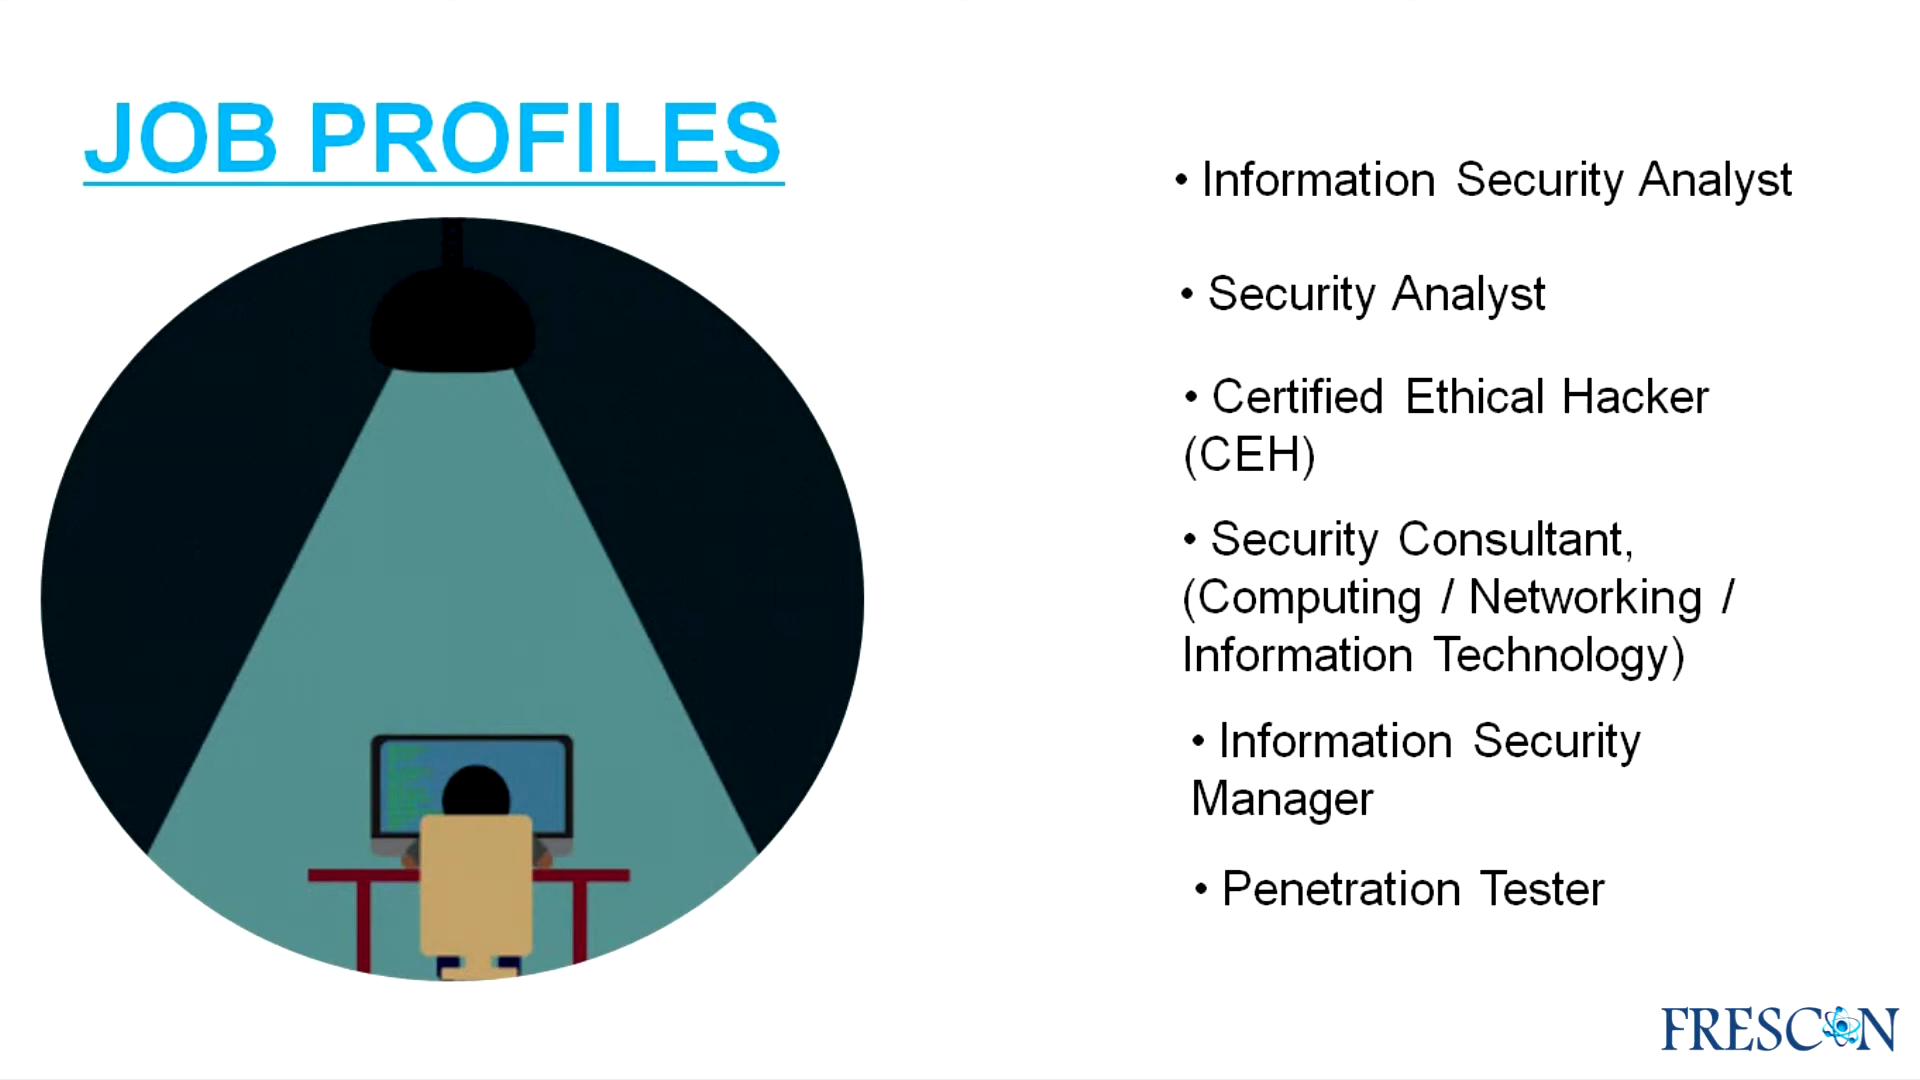 JOB PROFILES
• Information Security Analyst
• Security Analyst
• Certified Ethical Hacker
(CEH)
• Security Consultant,
(Computing / Networking /
Information Technology)
• Information Security
Manager
• Penetration Tester
FRESCON